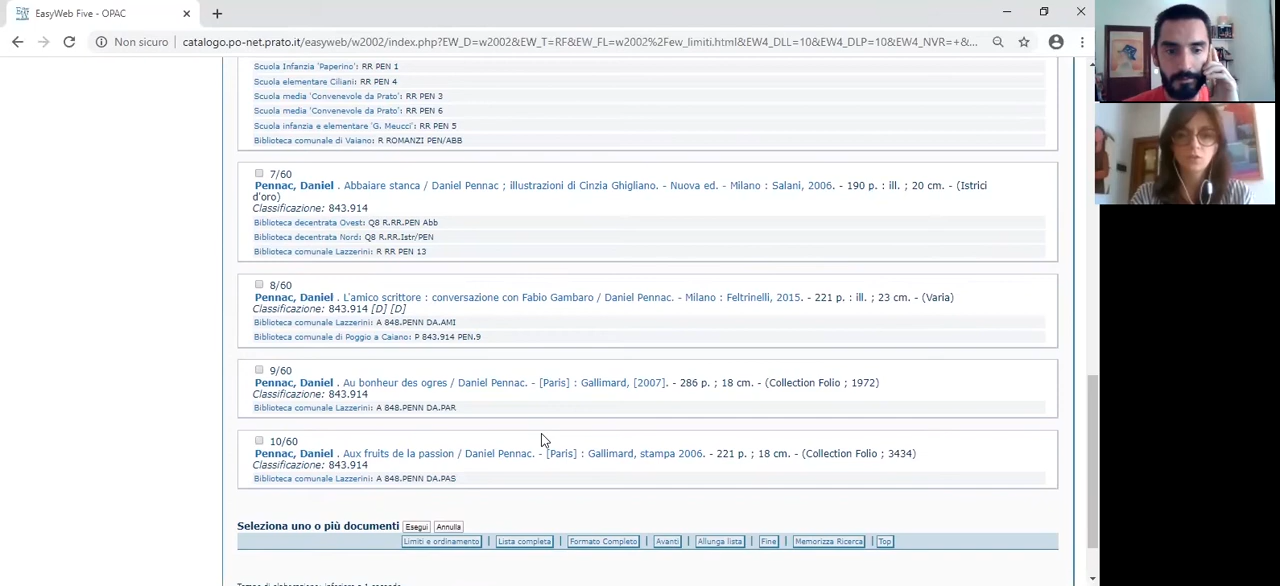 EasyWeb Five - OPAC
Non sicuro catalogo.po-net.prato.it/easyweb/w2002/index.php?EW_D=w2002&EW_T=RF&EW_FL=w2002%2Few_limiti.html&EW4_DLL=10&EW4_DLP=10&EW4_NVR=+&...
Scuola Infanzia 'Paperino': RR PEN 1
Scuola elementare Ciliani: RR PEN 4
Scuola media 'Convenevole da Prato': RR PEN 3
Scuola media 'Convenevole da Prato': RR PEN 6
Scuola infanzia e elementare 'G. Meucci': RR PEN 5
Biblioteca comunale di Vaiano: R ROMANZI PEN/ABB
7/60
Pennac, Daniel . Abbaiare stanca / Daniel Pennac ; illustrazioni di Cinzia Ghigliano. - Nuova ed. - Milano : Salani, 2006. - 190 p. : ill. ; 20 cm. - (Istrici
d'oro)
Classificazione: 843.914
Biblioteca decentrata Ovest: Q8 R.RR.PEN Abb
Biblioteca decentrata Nord: Q8 R.RR.Istr/PEN
Biblioteca comunale Lazzerini: R RR PEN 13
8/60
Pennac, Daniel . L'amico scrittore : conversazione con Fabio Gambaro / Daniel Pennac. - Milano : Feltrinelli, 2015. - 221 p. : ill. ; 23 cm. - (Varia)
Classificazione: 843.914 [D] [D]
Biblioteca comunale Lazzerini: A 848.PENN DA.AMI
Biblioteca comunale di Poggio a Caiano: P 843.914 PEN.9
9/60
Pennac, Daniel . Au bonheur des ogres / Daniel Pennac. - [Paris] : Gallimard, [2007]. - 286 p. ; 18 cm. - (Collection Folio ; 1972)
Classificazione: 843.914
Biblioteca comunale Lazzerini: A 848.PENN DA.PAR
10/60
Pennac, Daniel . Aux fruits de la passion / Daniel Pennac. - [Paris] : Gallimard, stampa 2006. - 221 p. ; 18 cm. - (Collection Folio ; 3434)
Classificazione: 843.914
Biblioteca comunale Lazzerini: A 848.PENN DA.PAS
Seleziona uno o più documenti Esegui Annulla
Limiti e ordinamento | Lista completa | Formato Completo | Avanti | Allunga lista | Fine | Memorizza Ricerca | Top
Tempo di elaborazione: inferiore a 1 secondo